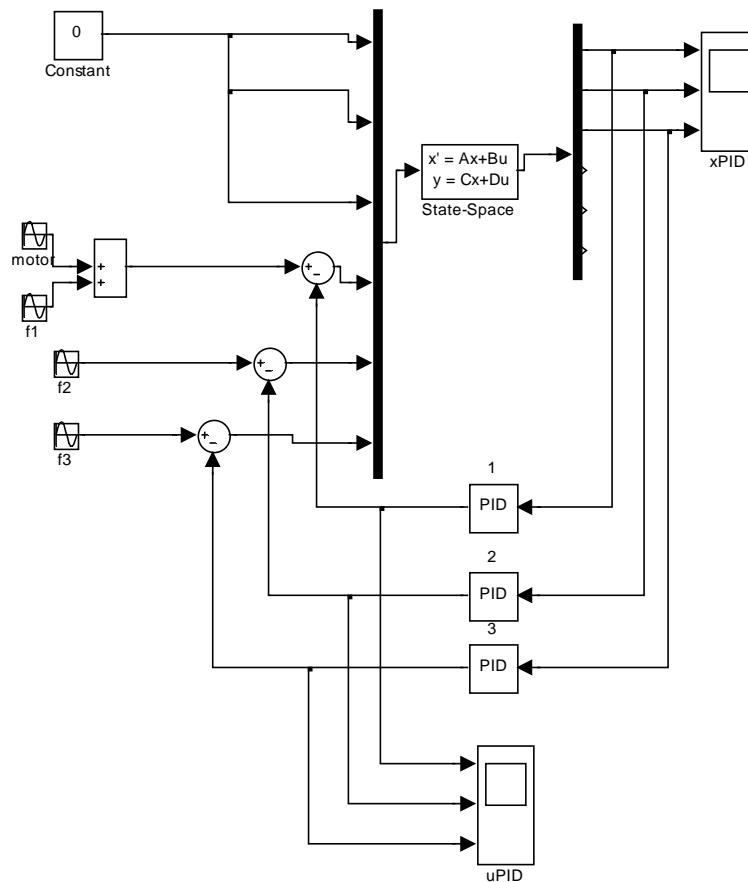 0
Constant
x' = Ax+Bu
y = Cx+Du
State-Space
xPID
motor
+
+
f1
+
−
f2
+
−
f3
+
−
1
PID
2
PID
3
PID
uPID